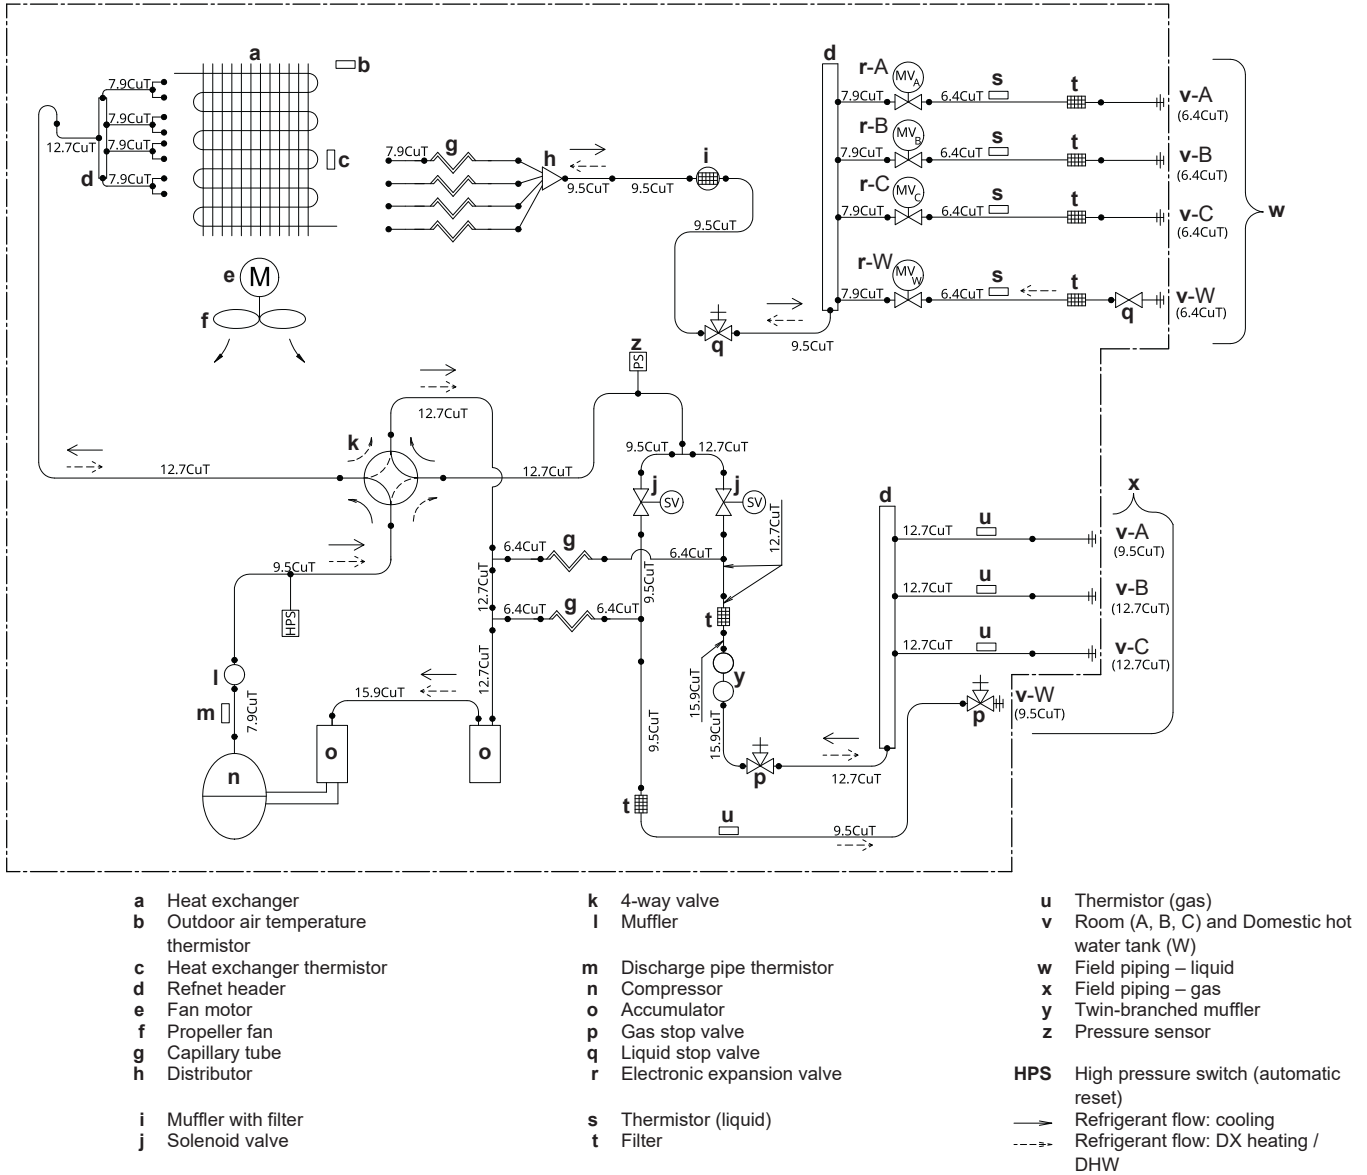 a
b
7.9CuT
7.9CuT
7.9CuT
7.9CuT
12.7CuT
d
c
e
M
f
7.9CuT
g
h
9.5CuT
9.5CuT
i
9.5CuT
q
9.5CuT
d
r-A
MV A
7.9CuT
6.4CuT
s
t
v-A
(6.4CuT)
r-B
MV B
7.9CuT
6.4CuT
s
t
v-B
(6.4CuT)
r-C
MV C
7.9CuT
6.4CuT
s
t
v-C
(6.4CuT)
w
r-W
MV W
7.9CuT
6.4CuT
s
t
q
v-W
(6.4CuT)
z
PS
12.7CuT
k
12.7CuT
12.7CuT
9.5CuT
12.7CuT
j
SV
j
SV
12.7CuT
6.4CuT
g
6.4CuT
12.7CuT
9.5CuT
6.4CuT
g
6.4CuT
12.7CuT
9.5CuT
HPS
l
m
7.9CuT
n
15.9CuT
o
o
t
15.9CuT
y
15.9CuT
9.5CuT
p
12.7CuT
t
u
9.5CuT
d
x
12.7CuT
u
v-A
(9.5CuT)
12.7CuT
u
v-B
(12.7CuT)
12.7CuT
u
v-C
(12.7CuT)
p
v-W
(9.5CuT)
a Heat exchanger
b Outdoor air temperature
thermistor
c Heat exchanger thermistor
d Refnet header
e Fan motor
f Propeller fan
g Capillary tube
h Distributor
i Muffler with filter
j Solenoid valve
k 4-way valve
l Muffler
m Discharge pipe thermistor
n Compressor
o Accumulator
p Gas stop valve
q Liquid stop valve
r Electronic expansion valve
s Thermistor (liquid)
t Filter
u Thermistor (gas)
v Room (A, B, C) and Domestic hot
water tank (W)
w Field piping – liquid
x Field piping – gas
y Twin-branched muffler
z Pressure sensor
HPS High pressure switch (automatic
reset)
Refrigerant flow: cooling
Refrigerant flow: DX heating /
DHW